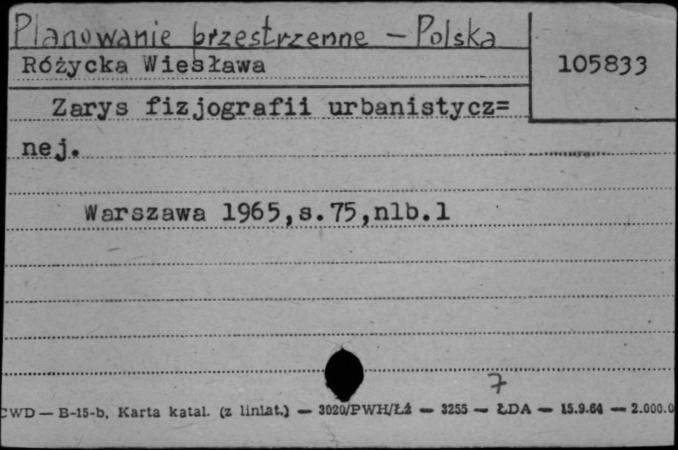 Planowanie przestrzenne – Polska
Różycka Wiesława
105833
Zarys fizjografii urbanistycz=
nej.
Warszawa 1965,s.75,nlb.1
7
CWD — B-15-b, Karta katal. (z liniat.) — 3020/PWH/Łź — 3255 — ŁDA — 15.9.64 — 2.000.0